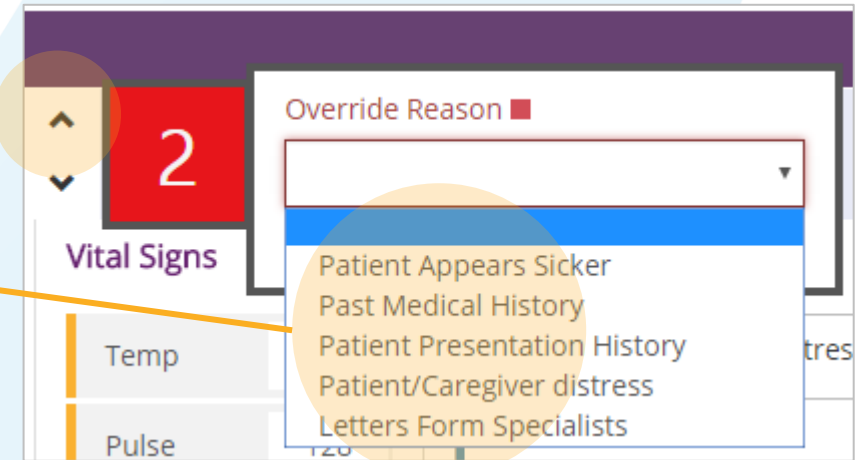 2
Override Reason
Vital Signs
Patient Appears Sicker
Past Medical History
Patient Presentation History
Patient/Caregiver distress
Letters Form Specialists
Temp
Pulse
128